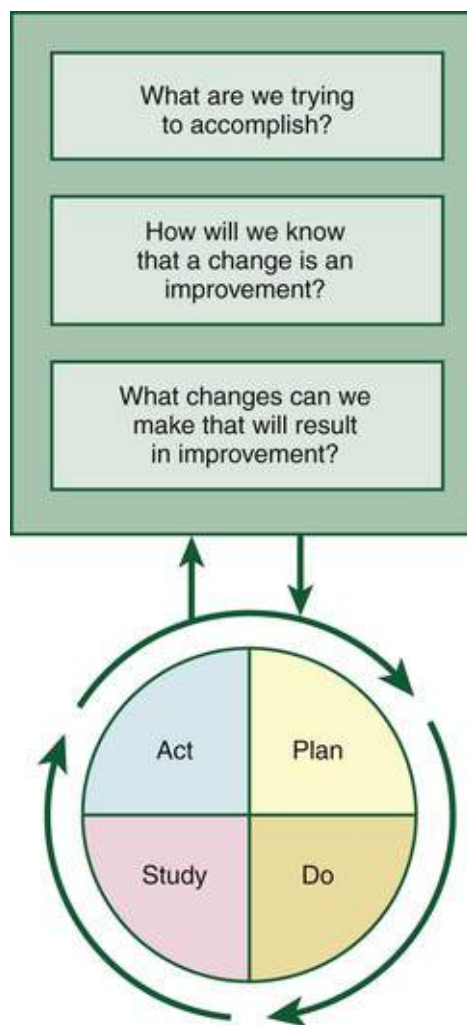 What are we trying
to accomplish?
How will we know
that a change is an
improvement?
What changes can we
make that will result
in improvement?
Act
Plan
Study
Do